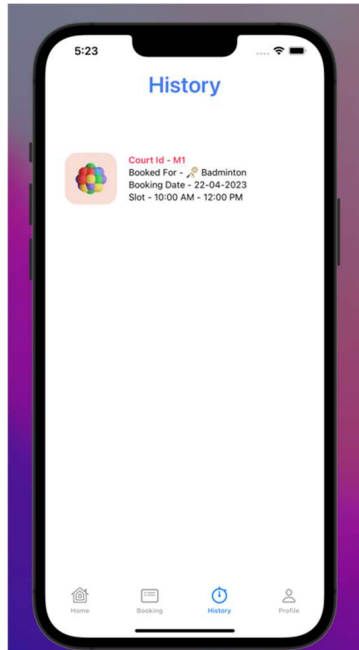 5:23
History
Court Id - M1
Booked For - 🏸 Badminton
Booking Date - 22-04-2023
Slot - 10:00 AM - 12:00 PM
Home
Booking
History
Profile